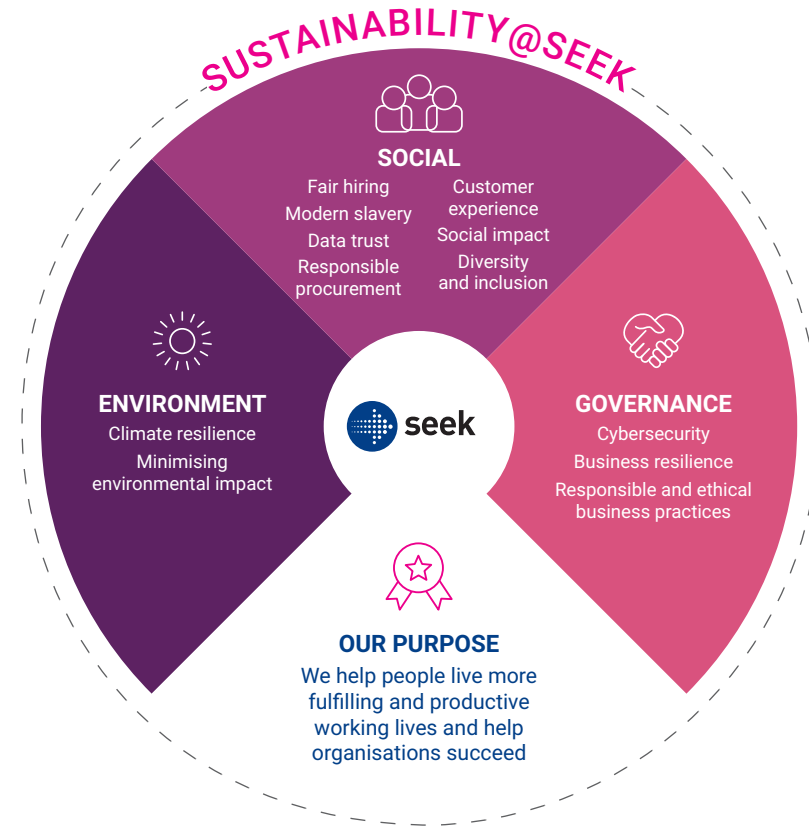 SUSTAINABILITY@SEEK
SOCIAL
Fair hiring
Modern slavery
Data trust
Responsible
procurement
Customer
experience
Social impact
Diversity
and inclusion
ENVIRONMENT
Climate resilience
Minimising
environmental impact
seek
GOVERNANCE
Cybersecurity
Business resilience
Responsible and ethical
business practices
OUR PURPOSE
We help people live more
fulfilling and productive
working lives and help
organisations succeed